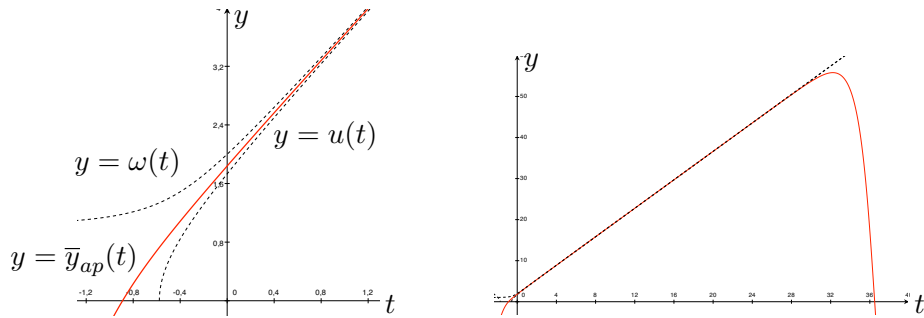 y
3,2
2,4
y = u(t)
y = ω(t)
1,6
0,8
y = y̅_{ap}(t)
-1,2 -0,8 -0,4 0 0,4 0,8 1,2 t
y
50
40
30
20
10
0 4 8 12 16 20 24 28 32 36 t